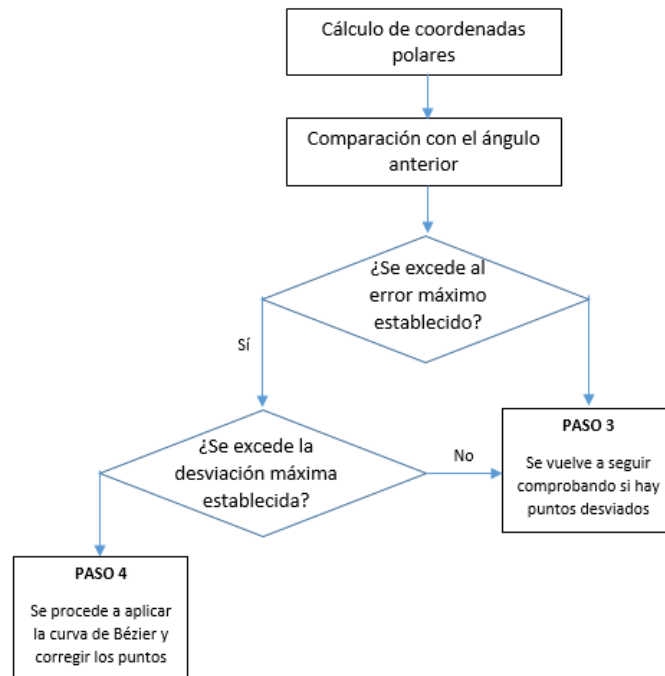 Cálculo de coordenadas
polares
Comparación con el ángulo
anterior
¿Se excede al
error máximo
establecido?
Sí
¿Se excede la
desviación máxima
establecida?
No
PASO 3
Se vuelve a seguir
comprobando si hay
puntos desviados
PASO 4
Se procede a aplicar
la curva de Bézier y
corregir los puntos